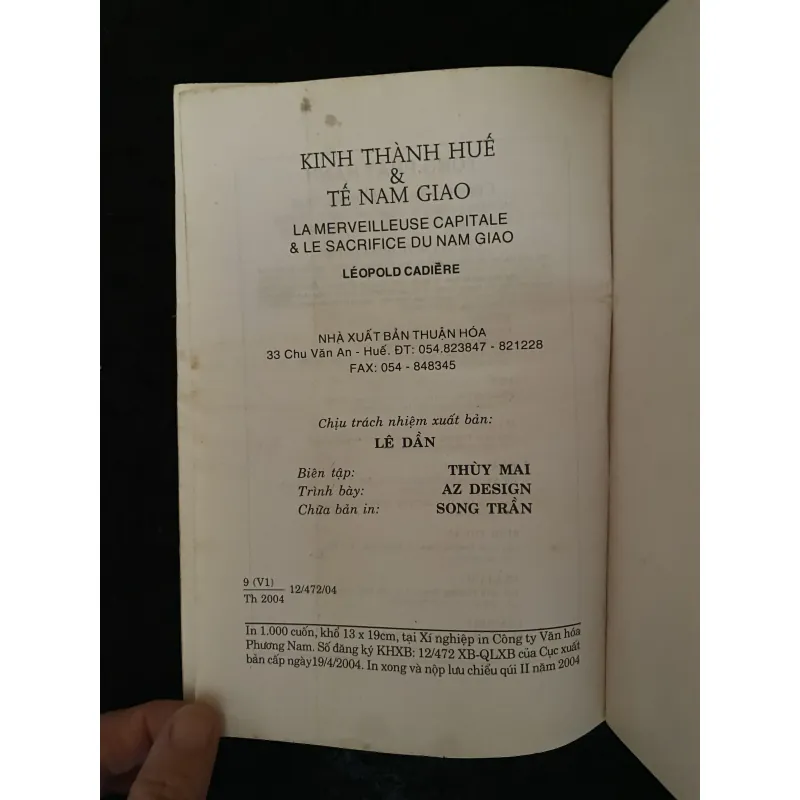 KINH THÀNH HUẾ
&
TẾ NAM GIAO
LA MERVEILLEUSE CAPITALE
& LE SACRIFICE DU NAM GIAO
LÉOPOLD CADIÈRE
NHÀ XUẤT BẢN THUẬN HÓA
33 Chu Văn An - Huế. ĐT: 054.823847 - 821228
FAX: 054 - 848345
Chịu trách nhiệm xuất bản:
LÊ DẦN
Biên tập: THÙY MAI
Trình bày: AZ DESIGN
Chữa bản in: SONG TRẦN
9 (V1)
Th 2004
12/472/04
In 1.000 cuốn, khổ 13 x 19cm, tại Xí nghiệp in Công ty Văn hóa
Phương Nam. Số đăng ký KHXB: 12/472 XB-QLXB của Cục xuất
bản cấp ngày19/4/2004. In xong và nộp lưu chiểu qúi II năm 2004